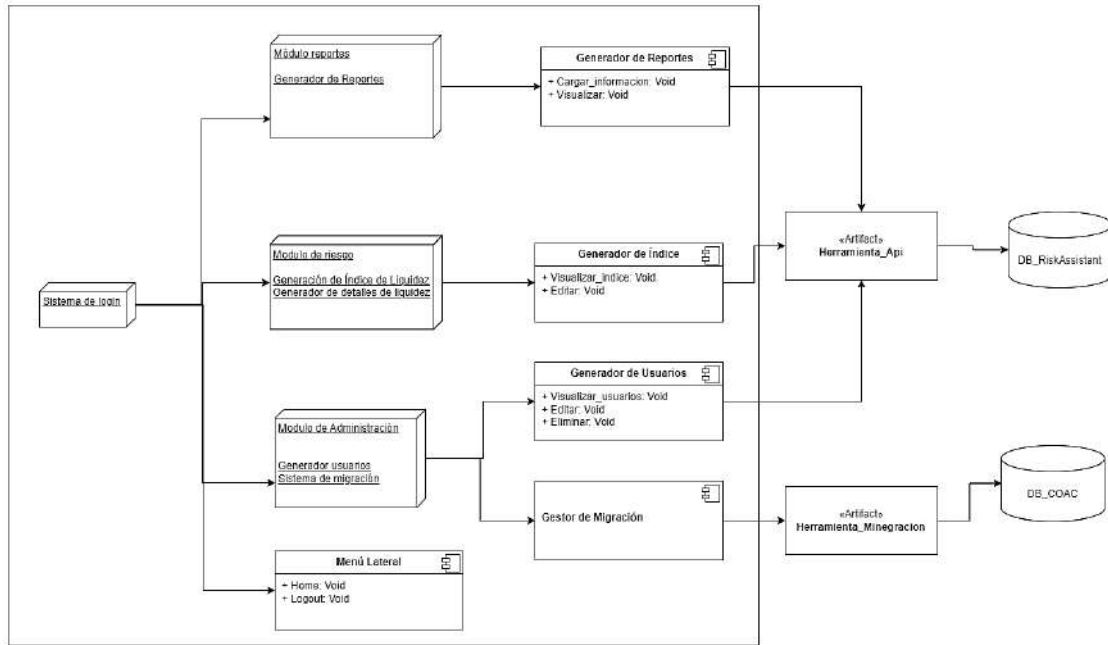 Módulo reportes
Generador de Reportes
Generador de Reportes
+ Cargar_informacion: Void
+ Visualizar: Void
Sistema de login
Modulo de riesgo
Generación de Índice de Liquidez
Generador de detalles de liquidez
Generador de Índice
+ Visualizar_indice: Void.
+ Editar: Void
«Artifact»
Herramienta_Api
DB_RiskAssistant
Modulo de Administración
Generador usuarios
Sistema de migración
Generador de Usuarios
+ Visualizar_usuarios: Void
+ Editar: Void
+ Eliminar: Void
Gestor de Migración
«Artifact»
Herramienta_Minegracion
DB_COAC
Menú Lateral
+ Home: Void
+ Logout: Void